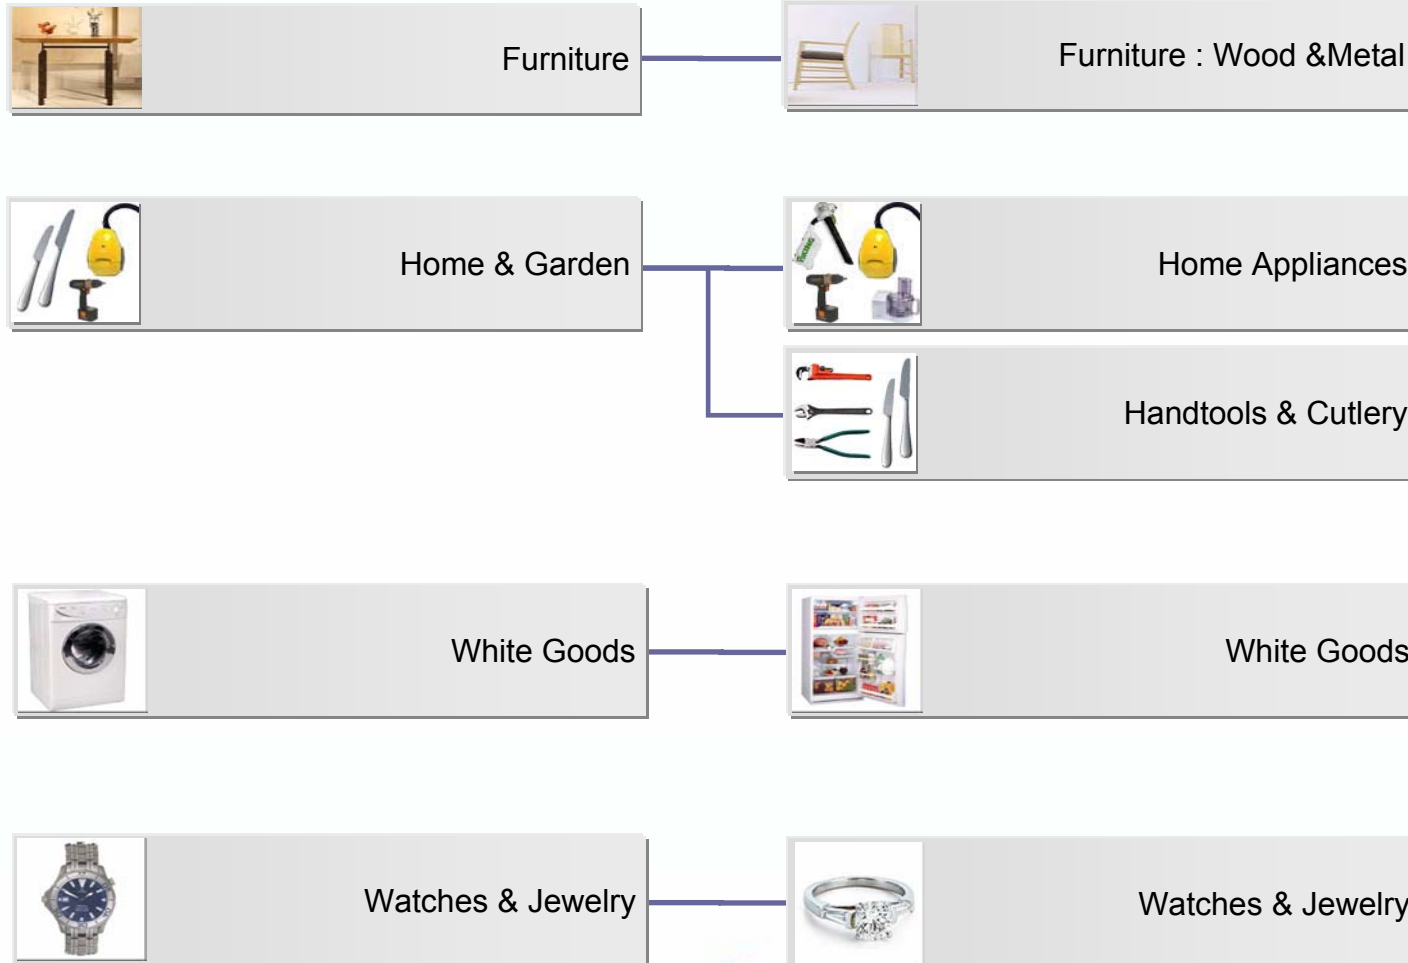 Furniture
Furniture : Wood &Metal
Home & Garden
Home Appliances
Handtools & Cutlery
White Goods
White Goods
Watches & Jewelry
Watches & Jewelry